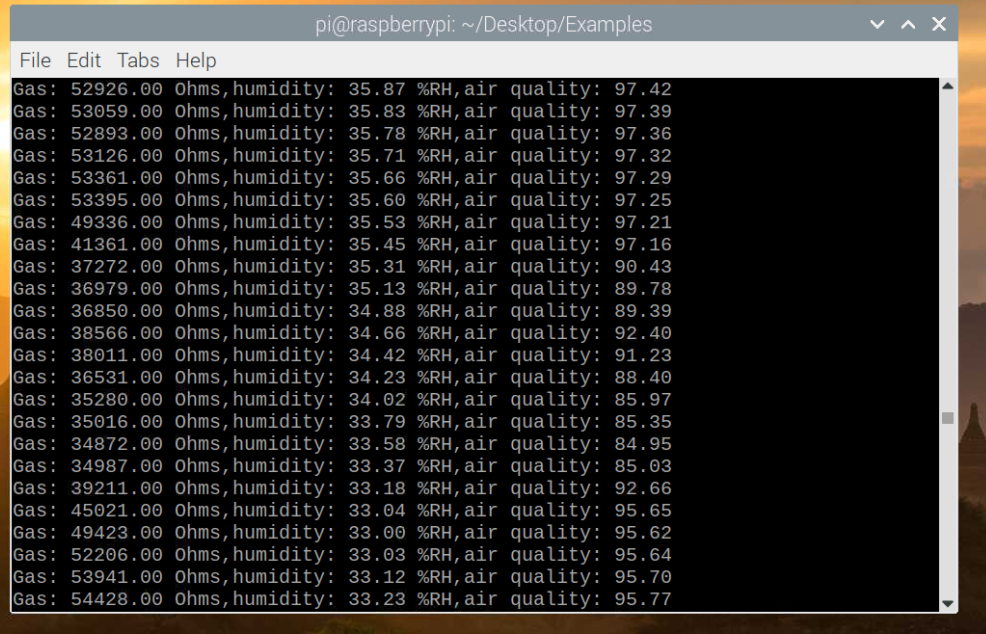 pi@raspberrypi: ~/Desktop/Examples
File Edit Tabs Help
Gas: 52926.00 Ohms,humidity: 35.87 %RH,air quality: 97.42
Gas: 53059.00 Ohms,humidity: 35.83 %RH,air quality: 97.39
Gas: 52893.00 Ohms,humidity: 35.78 %RH,air quality: 97.36
Gas: 53126.00 Ohms,humidity: 35.71 %RH,air quality: 97.32
Gas: 53361.00 Ohms,humidity: 35.66 %RH,air quality: 97.29
Gas: 53395.00 Ohms,humidity: 35.60 %RH,air quality: 97.25
Gas: 49336.00 Ohms,humidity: 35.53 %RH,air quality: 97.21
Gas: 41361.00 Ohms,humidity: 35.45 %RH,air quality: 97.16
Gas: 37272.00 Ohms,humidity: 35.31 %RH,air quality: 90.43
Gas: 36979.00 Ohms,humidity: 35.13 %RH,air quality: 89.78
Gas: 36850.00 Ohms,humidity: 34.88 %RH,air quality: 89.39
Gas: 38566.00 Ohms,humidity: 34.66 %RH,air quality: 92.40
Gas: 38011.00 Ohms,humidity: 34.42 %RH,air quality: 91.23
Gas: 36531.00 Ohms,humidity: 34.23 %RH,air quality: 88.40
Gas: 35280.00 Ohms,humidity: 34.02 %RH,air quality: 85.97
Gas: 35016.00 Ohms,humidity: 33.79 %RH,air quality: 85.35
Gas: 34872.00 Ohms,humidity: 33.58 %RH,air quality: 84.95
Gas: 34987.00 Ohms,humidity: 33.37 %RH,air quality: 85.03
Gas: 39211.00 Ohms,humidity: 33.18 %RH,air quality: 92.66
Gas: 45021.00 Ohms,humidity: 33.04 %RH,air quality: 95.65
Gas: 49423.00 Ohms,humidity: 33.00 %RH,air quality: 95.62
Gas: 52206.00 Ohms,humidity: 33.03 %RH,air quality: 95.64
Gas: 53941.00 Ohms,humidity: 33.12 %RH,air quality: 95.70
Gas: 54428.00 Ohms,humidity: 33.23 %RH,air quality: 95.77